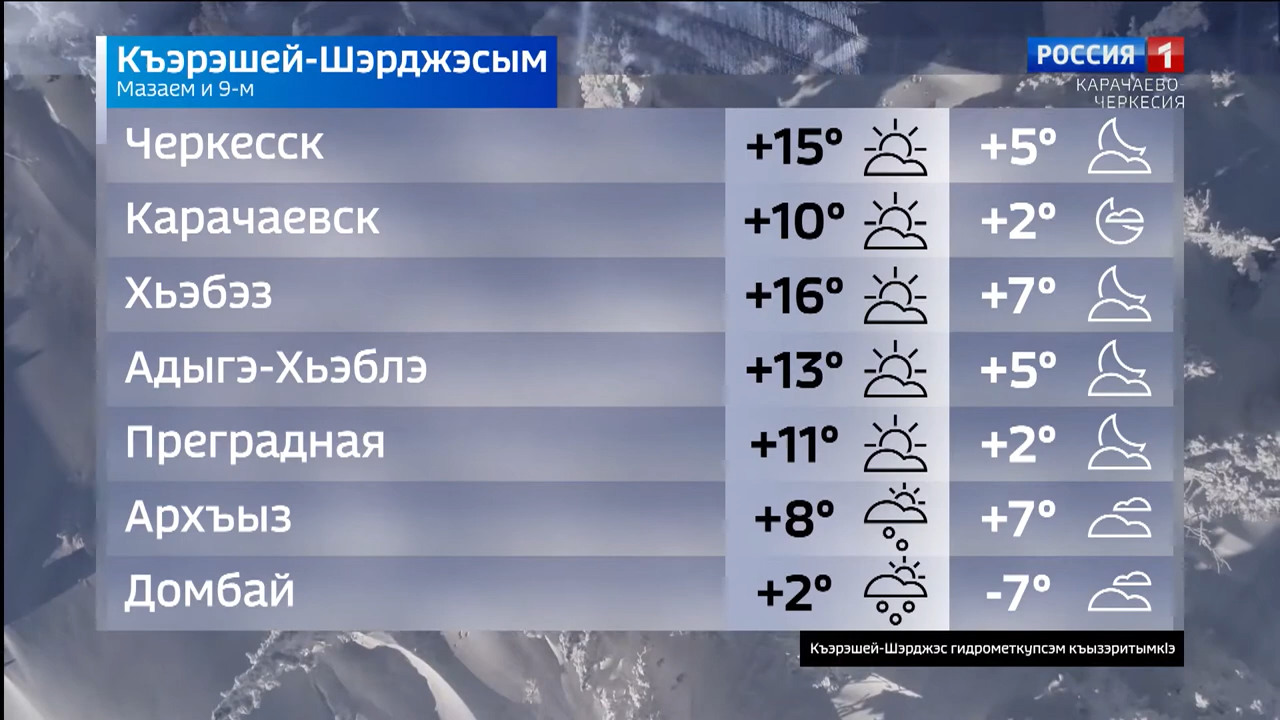 Къэрэшей-Шэрджэсым
Мазаем и 9-м
РОССИЯ 1
КАРАЧАЕВО
ЧЕРКЕСИЯ
Черкесск +15° +5°
Карачаевск +10° +2°
Хьэбэз +16° +7°
Адыгэ-Хьэблэ +13° +5°
Преградная +11° +2°
Архъыз +8° +7°
Домбай +2° -7°
Къэрэшей-Шэрджэс гидрометкупсэм къызэритымкIэ